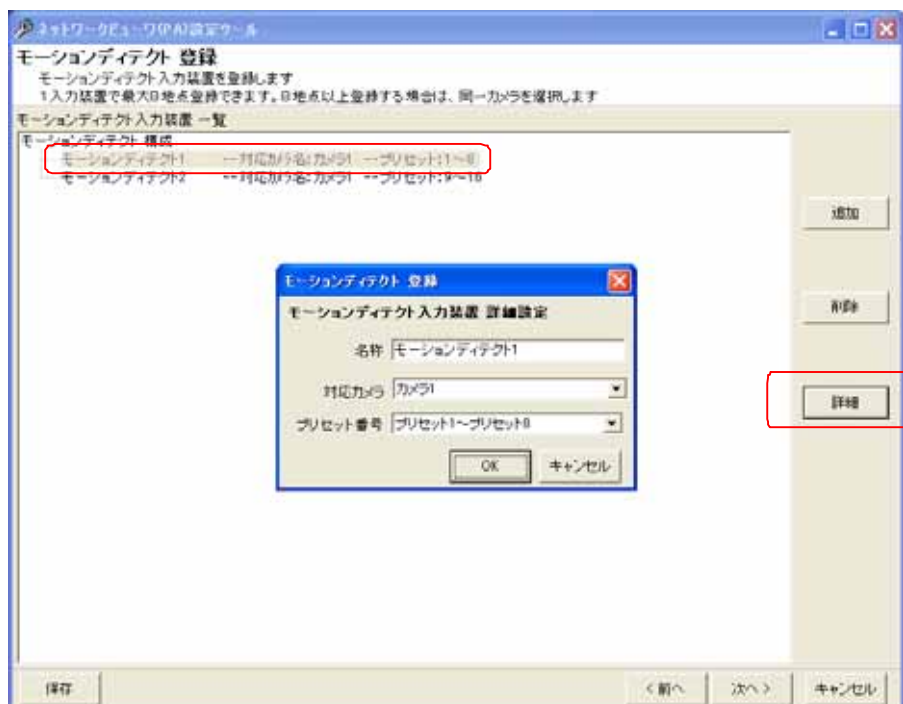 ネットワークビューワ(PA)設定ツール
モーションディテクト 登録
モーションディテクト入力装置を登録します
1入力装置で最大8地点登録できます。8地点以上登録する場合は、同一カメラを選択します
モーションディテクト入力装置 一覧
モーションディテクト 構成
モーションディテクト1 --対応カメラ名:カメラ1 --プリセット:1～8
モーションディテクト2 --対応カメラ名:カメラ1 --プリセット:9～16
追加
モーションディテクト 登録
モーションディテクト入力装置 詳細設定
削除
名称 モーションディテクト1
対応カメラ カメラ1
詳細
プリセット番号 プリセット1～プリセット8
OK キャンセル
保存 <前へ 次へ> キャンセル